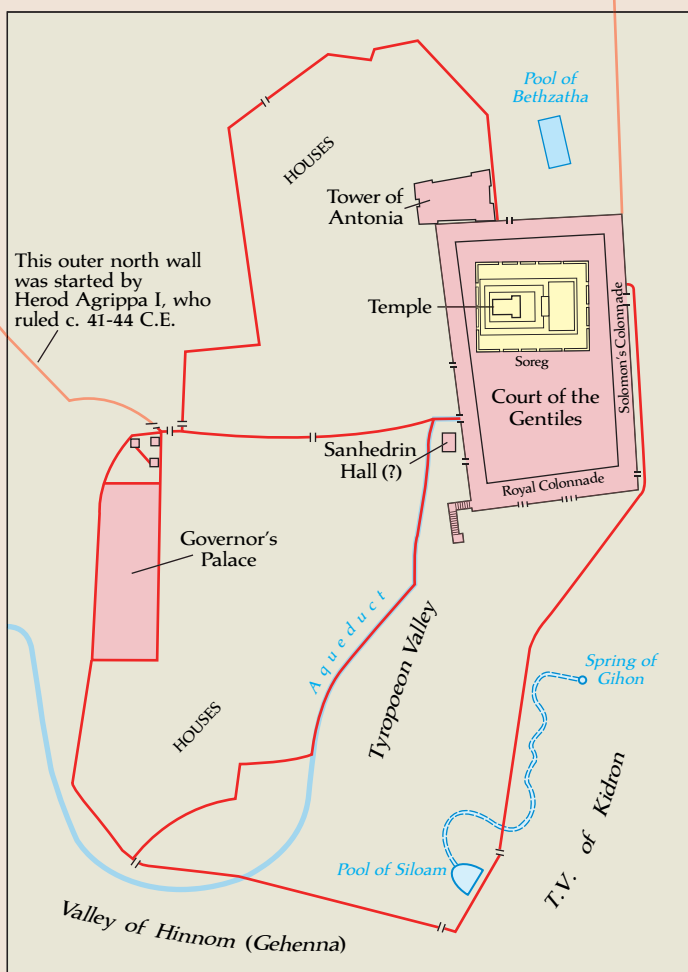 Pool of
Bethzatha
HOUSES
Tower of
Antonia
This outer north wall
was started by
Herod Agrippa I, who
ruled c. 41-44 C.E.
Temple
Soreg
Solomon's Colonnade
Court of the
Gentiles
Sanhedrin
Hall (?)
Royal Colonnade
Governor's
Palace
Aqueduct
Tyropoeon Valley
Spring of
Gihon
HOUSES
T.V. of Kidron
Pool of Siloam
Valley of Hinnom (Gehenna)